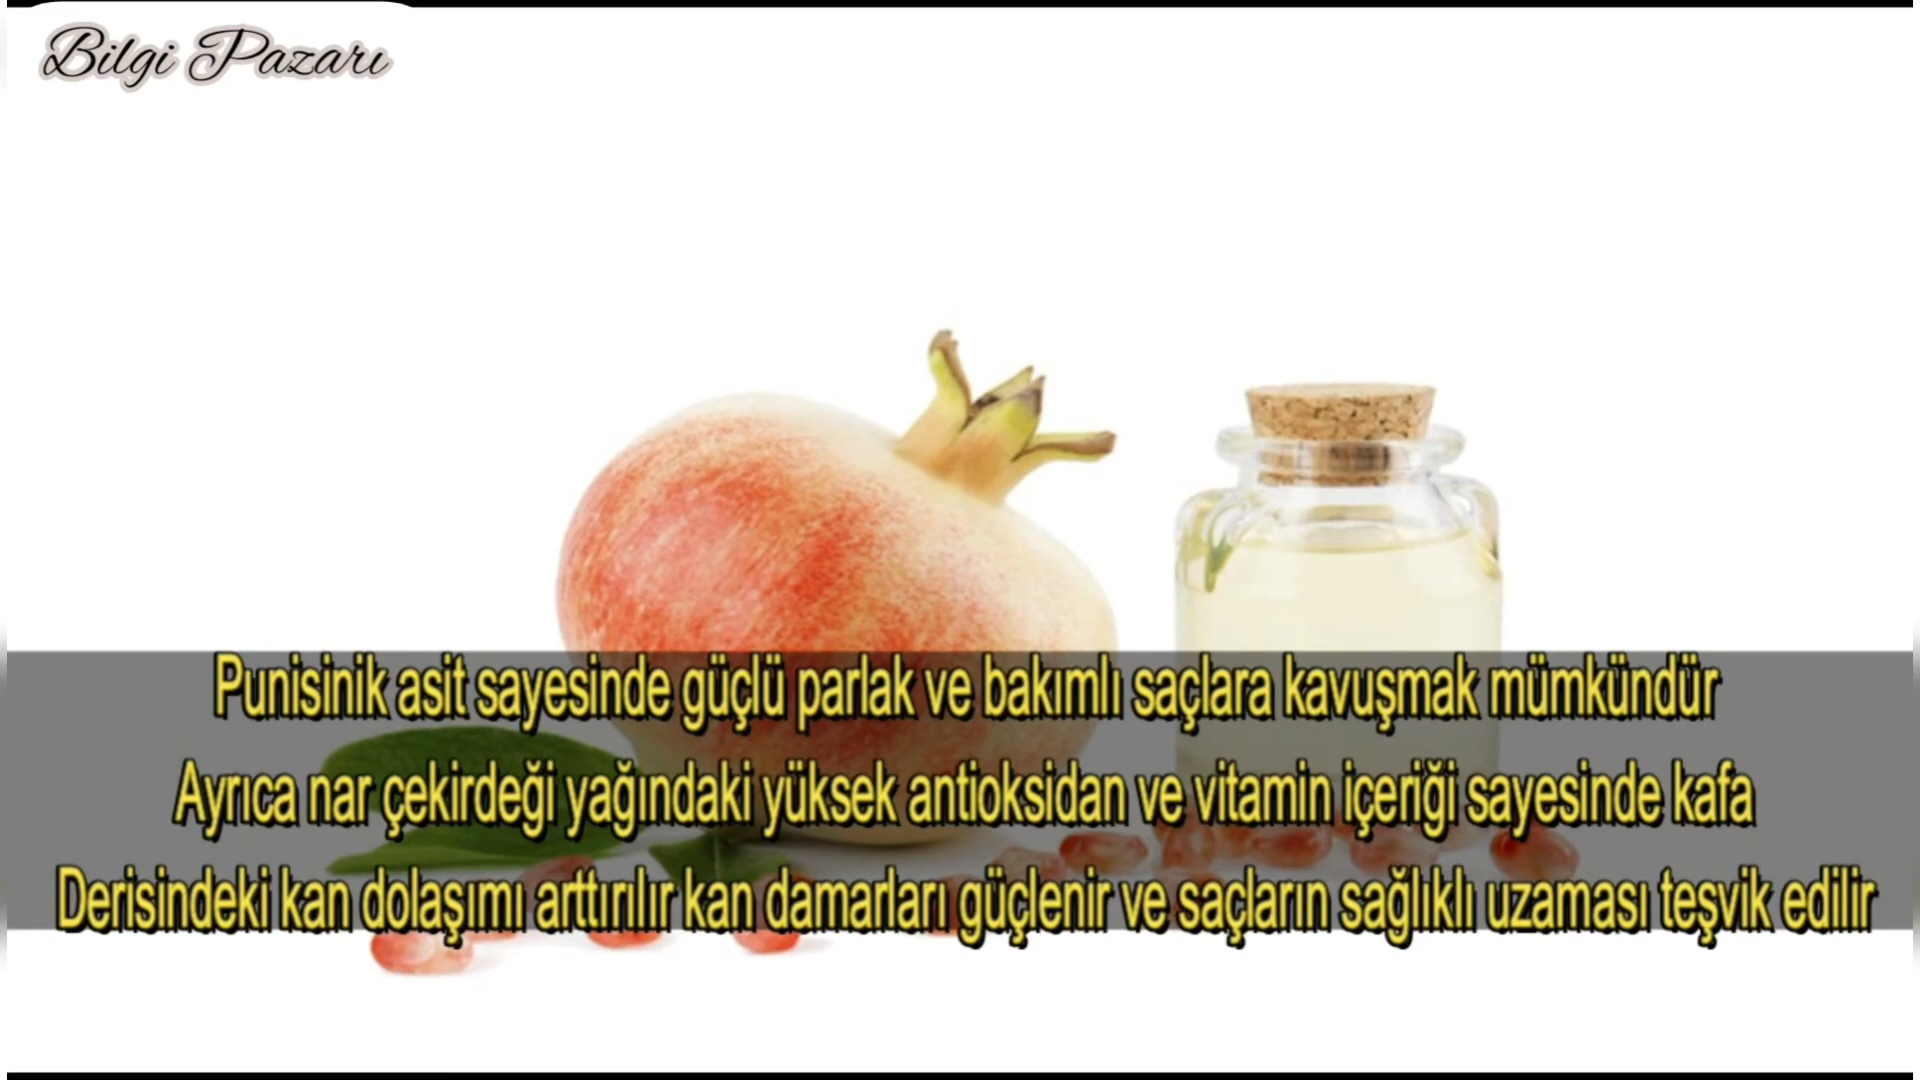 Bilgi Pazarı
Punisinik asit sayesinde güçlü parlak ve bakımlı saçlara kavuşmak mümkündür
Ayrıca nar çekirdeği yağındaki yüksek antioksidan ve vitamin içeriği sayesinde kafa
Derisindeki kan dolaşımı arttırılır kan damarları güçlenir ve saçların sağlıklı uzaması teşvik edilir